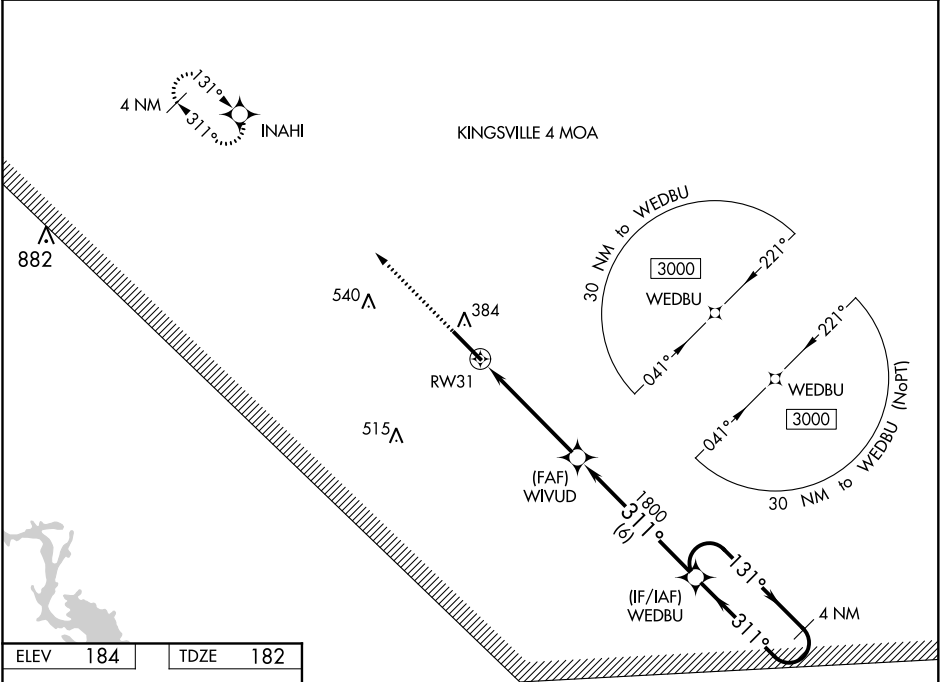 131°
4 NM
311°
INAHI
KINGSVILLE 4 MOA
882
30 NM to WEDBU
221°
3000
WEDBU
041°
540
384
RW31
221°
WEDBU
3000
041°
30 NM to WEDBU (NoPT)
515
(FAF)
WIVUD
1800
311°
(6)
131°
(IF/IAF)
WEDBU
4 NM
311°
ELEV 184 TDZE 182